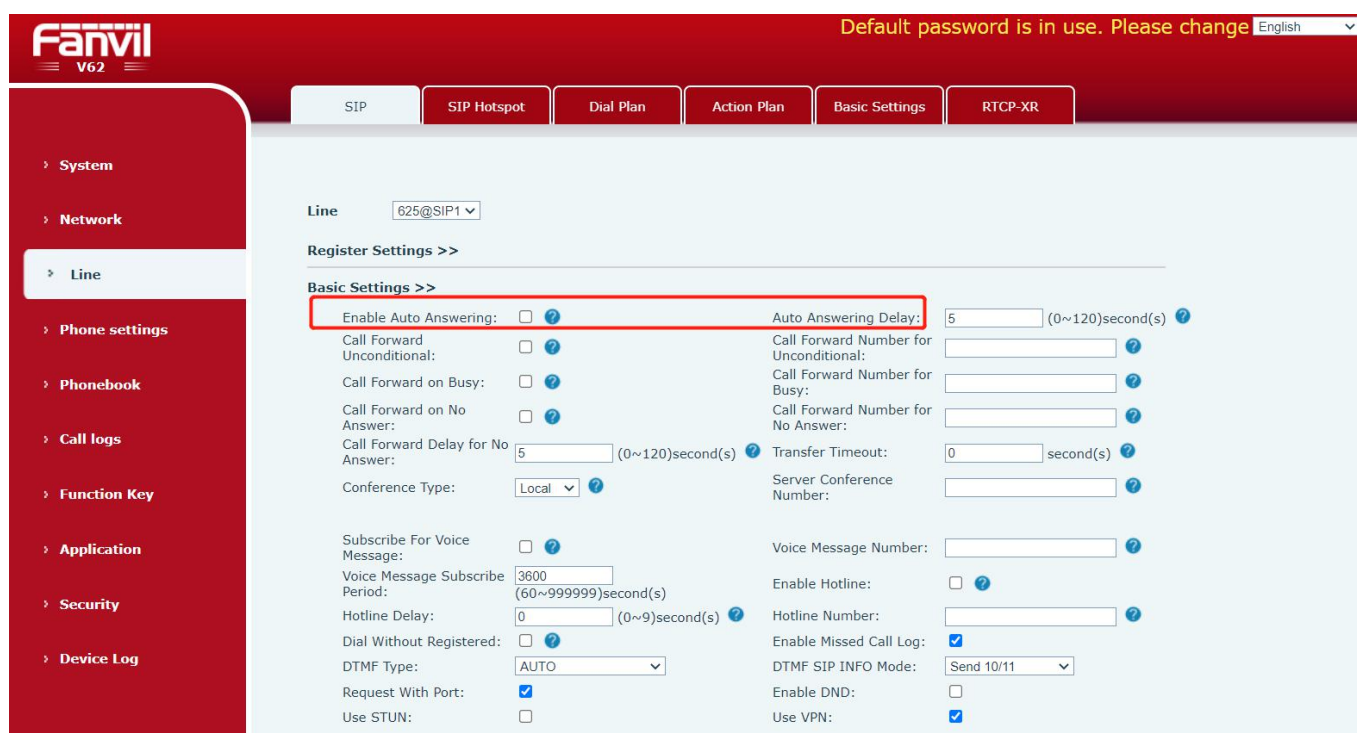 Default password is in use. Please change English
Fanvil
V62
SIP SIP Hotspot Dial Plan Action Plan Basic Settings RTCP-XR
› System
› Network
› Line
› Phone settings
› Phonebook
› Call logs
› Function Key
› Application
› Security
› Device Log
Line 625@SIP1
Register Settings >>
Basic Settings >>
Enable Auto Answering: Auto Answering Delay: 5 (0~120)second(s)
Call Forward Unconditional: Call Forward Number for Unconditional:
Call Forward on Busy: Call Forward Number for Busy:
Call Forward on No Answer: Call Forward Number for No Answer:
Call Forward Delay for No Answer: 5 (0~120)second(s) Transfer Timeout: 0 second(s)
Conference Type: Local Server Conference Number:
Subscribe For Voice Message: Voice Message Number:
Voice Message Subscribe Period: 3600 (60~999999)second(s) Enable Hotline:
Hotline Delay: 0 (0~9)second(s) Hotline Number:
Dial Without Registered: Enable Missed Call Log:
DTMF Type: AUTO DTMF SIP INFO Mode: Send 10/11
Request With Port: Enable DND:
Use STUN: Use VPN: